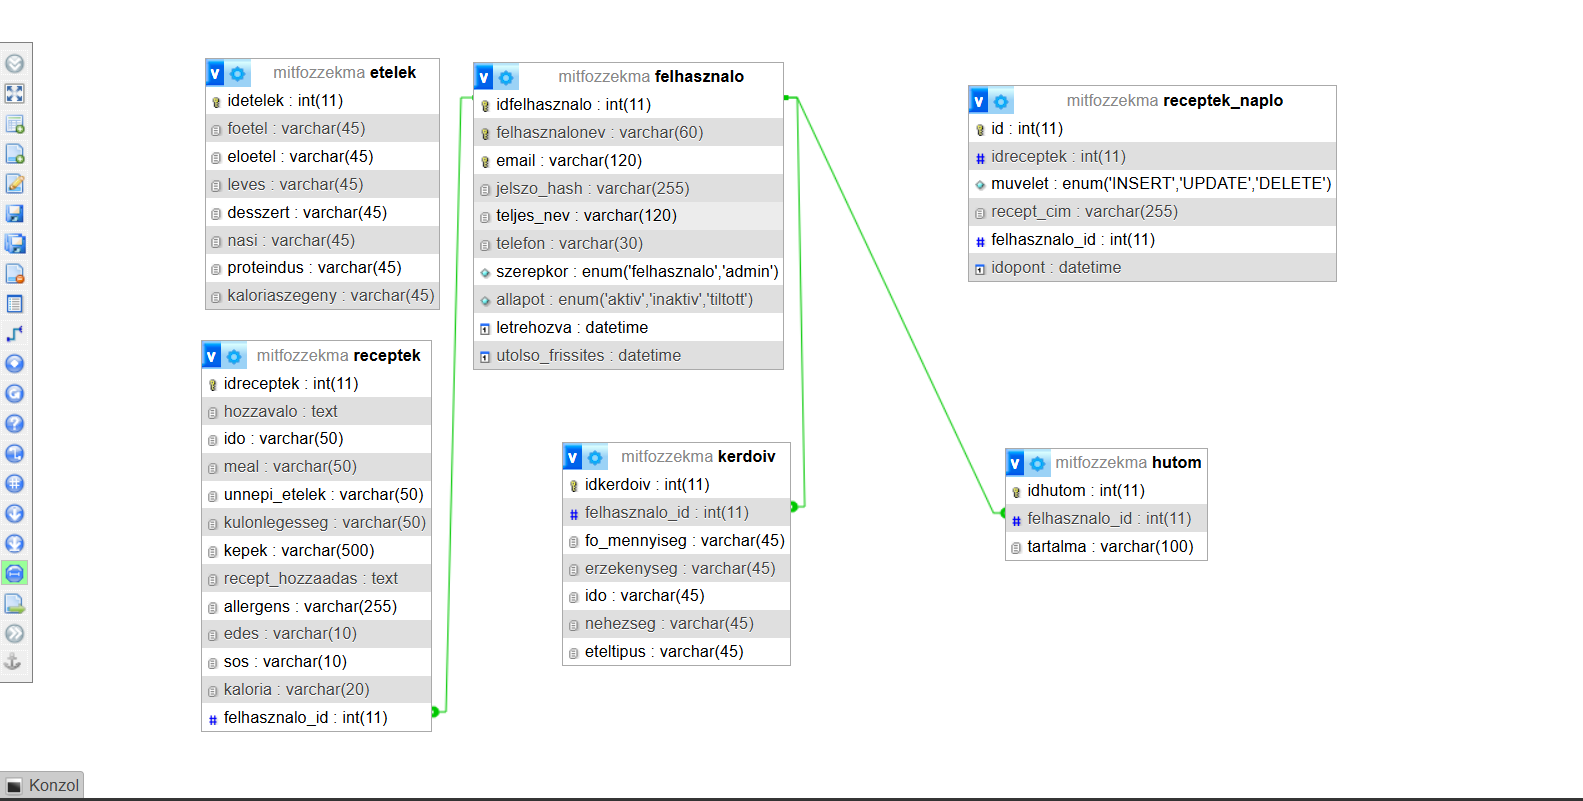 v mitfozzekma etelek
idetelek : int(11)
foetel : varchar(45)
eloetel : varchar(45)
leves : varchar(45)
desszert : varchar(45)
nasi : varchar(45)
proteindus : varchar(45)
kaloriaszegeny : varchar(45)
v mitfozzekma receptek
idreceptek : int(11)
hozzavalo : text
ido : varchar(50)
meal : varchar(50)
unnepi_etelek : varchar(50)
kulonlegesseg : varchar(50)
kepek : varchar(500)
recept_hozzaadas : text
allergens : varchar(255)
edes : varchar(10)
sos : varchar(10)
kaloria : varchar(20)
# felhasznalo_id : int(11)
v mitfozzekma felhasznalo
idfelhasznalo : int(11)
felhasznalonev : varchar(60)
email : varchar(120)
jelszo_hash : varchar(255)
teljes_nev : varchar(120)
telefon : varchar(30)
szerepkor : enum('felhasznalo','admin')
allapot : enum('aktiv','inaktiv','tiltott')
letrehozva : datetime
utolso_frissites : datetime
v mitfozzekma kerdoiv
idkerdoiv : int(11)
# felhasznalo_id : int(11)
fo_mennyiseg : varchar(45)
erzekenyseg : varchar(45)
ido : varchar(45)
nehezseg : varchar(45)
eteltipus : varchar(45)
v mitfozzekma receptek_naplo
id : int(11)
# idreceptek : int(11)
muvelet : enum('INSERT','UPDATE','DELETE')
recept_cim : varchar(255)
# felhasznalo_id : int(11)
idopont : datetime
v mitfozzekma hutom
idhutom : int(11)
# felhasznalo_id : int(11)
tartalma : varchar(100)
Konzol